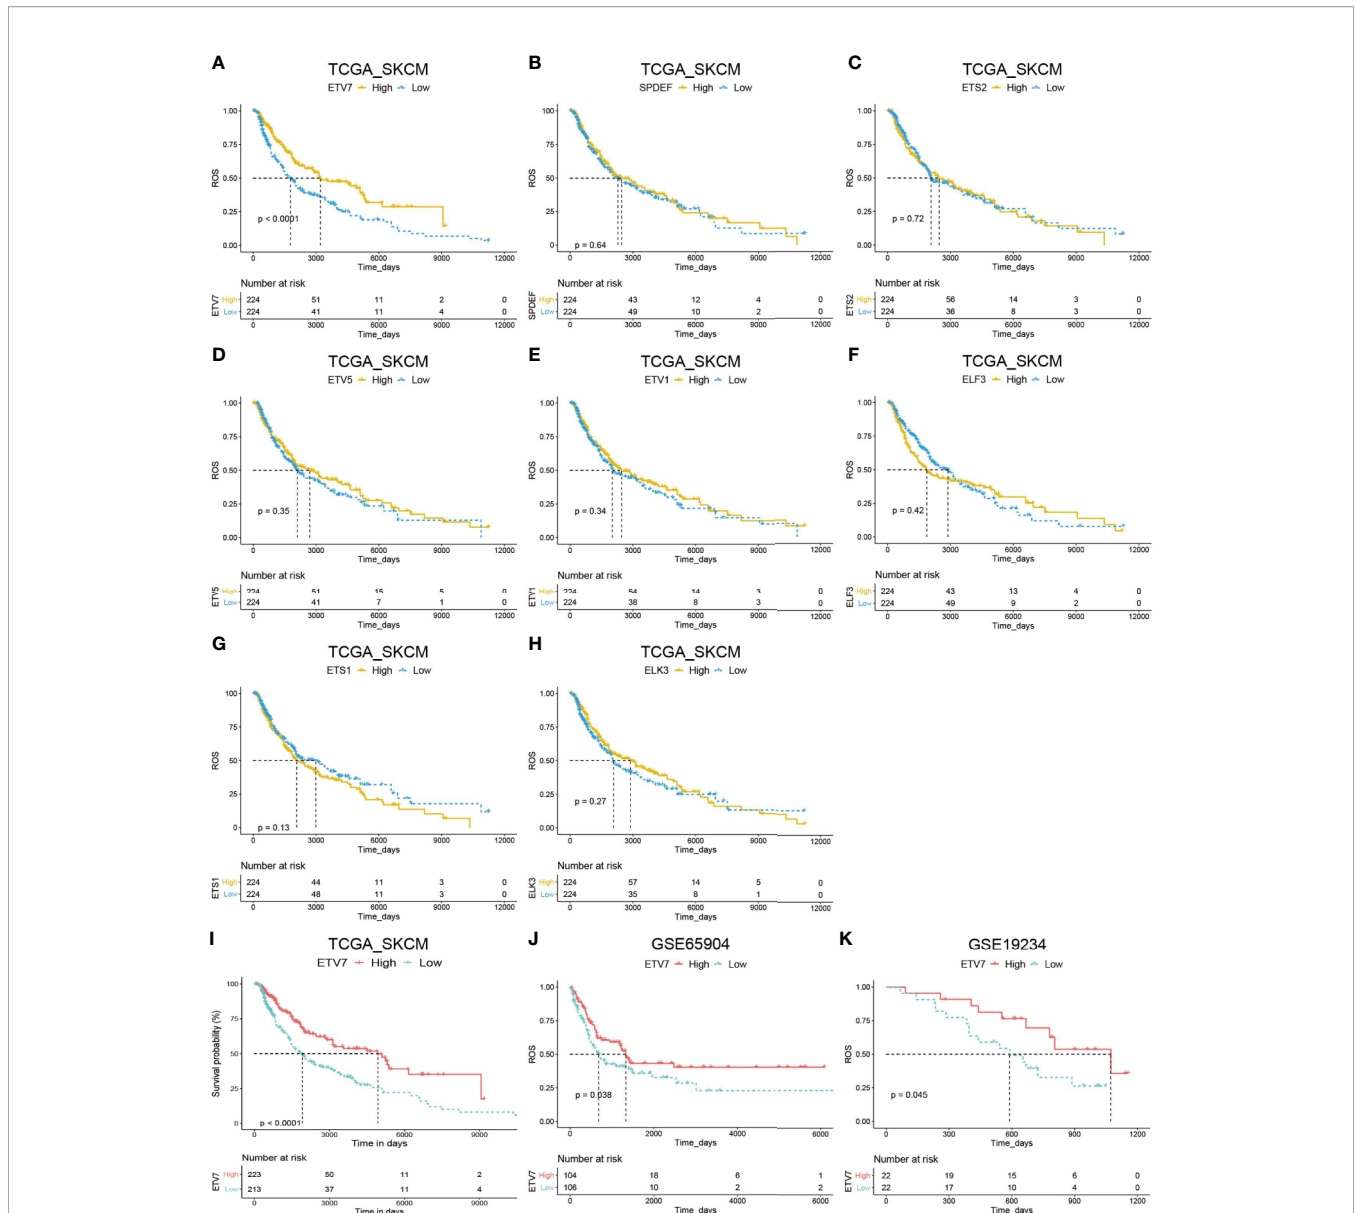 A
TCGA_SKCM
ETV7 High Low
1.00
0.75
0.50
0.25
0.00
ROS
p < 0.0001
0 3000 6000 9000 12000
Time_days
Number at risk
ETV7
High 224 51 11 2 0
Low 224 41 11 4 0
0 3000 6000 9000 12000
Time_days
B
TCGA_SKCM
SPDEF High Low
100
75
50
25
0
ROS
p = 0.64
0 3000 6000 9000 12000
Time_days
Number at risk
SPDEF
High 224 43 12 4 0
Low 224 49 10 2 0
0 3000 6000 9000 12000
Time_days
C
TCGA_SKCM
ETS2 High Low
1.00
0.75
0.50
0.25
0.00
ROS
p = 0.72
0 3000 6000 9000 12000
Time_days
Number at risk
ETS2
High 224 56 14 3 0
Low 224 36 8 3 0
0 3000 6000 9000 12000
Time_days
D
TCGA_SKCM
ETV5 High Low
1.00
0.75
0.50
0.25
0.00
ROS
p = 0.35
0 3000 6000 9000 12000
Time_days
Number at risk
ETV5
High 224 51 15 5 0
Low 224 41 7 1 0
0 3000 6000 9000 12000
Time_days
E
TCGA_SKCM
ETV1 High Low
1.00
0.75
0.50
0.25
0.00
ROS
p = 0.34
0 3000 6000 9000 12000
Time_days
Number at risk
ETV1
High 224 54 14 3 0
Low 224 38 8 3 0
0 3000 6000 9000 12000
Time_days
F
TCGA_SKCM
ELF3 High Low
1.00
0.75
0.50
0.25
0.00
ROS
p = 0.42
0 3000 6000 9000 12000
Time_days
Number at risk
ELF3
High 224 43 13 4 0
Low 224 49 9 2 0
0 3000 6000 9000 12000
Time_days
G
TCGA_SKCM
ETS1 High Low
100
75
50
25
0
ROS
p = 0.13
0 3000 6000 9000 12000
Time_days
Number at risk
ETS1
High 224 44 11 3 0
Low 224 48 11 3 0
0 3000 6000 9000 12000
Time_days
H
TCGA_SKCM
ELK3 High Low
1.00
0.75
0.50
0.25
0.00
ROS
p = 0.27
0 3000 6000 9000 12000
Time_days
Number at risk
ELK3
High 224 57 14 5 0
Low 224 35 8 1 0
0 3000 6000 9000 12000
Time_days
I
TCGA_SKCM
ETV7 High Low
100
75
50
25
0
Survival probability (%)
p < 0.0001
0 3000 6000 9000
Time in days
Number at risk
ETV7
High 223 50 11 2
Low 213 37 11 4
0 3000 6000 9000
Time in days
J
GSE65904
ETV7 High Low
1.00
0.75
0.50
0.25
0.00
ROS
p = 0.038
0 2000 4000 6000
Number at risk
ETV7
High 104 18 6 1
Low 106 10 2 2
0 2000 4000 6000
Time_days
K
GSE19234
ETV7 High Low
1.00
0.75
0.50
0.25
0.00
ROS
p = 0.045
0 300 600 900 1200
Time_days
Number at risk
ETV7
High 22 19 15 6 0
Low 22 17 10 4 0
0 300 600 900 1200
Time_days